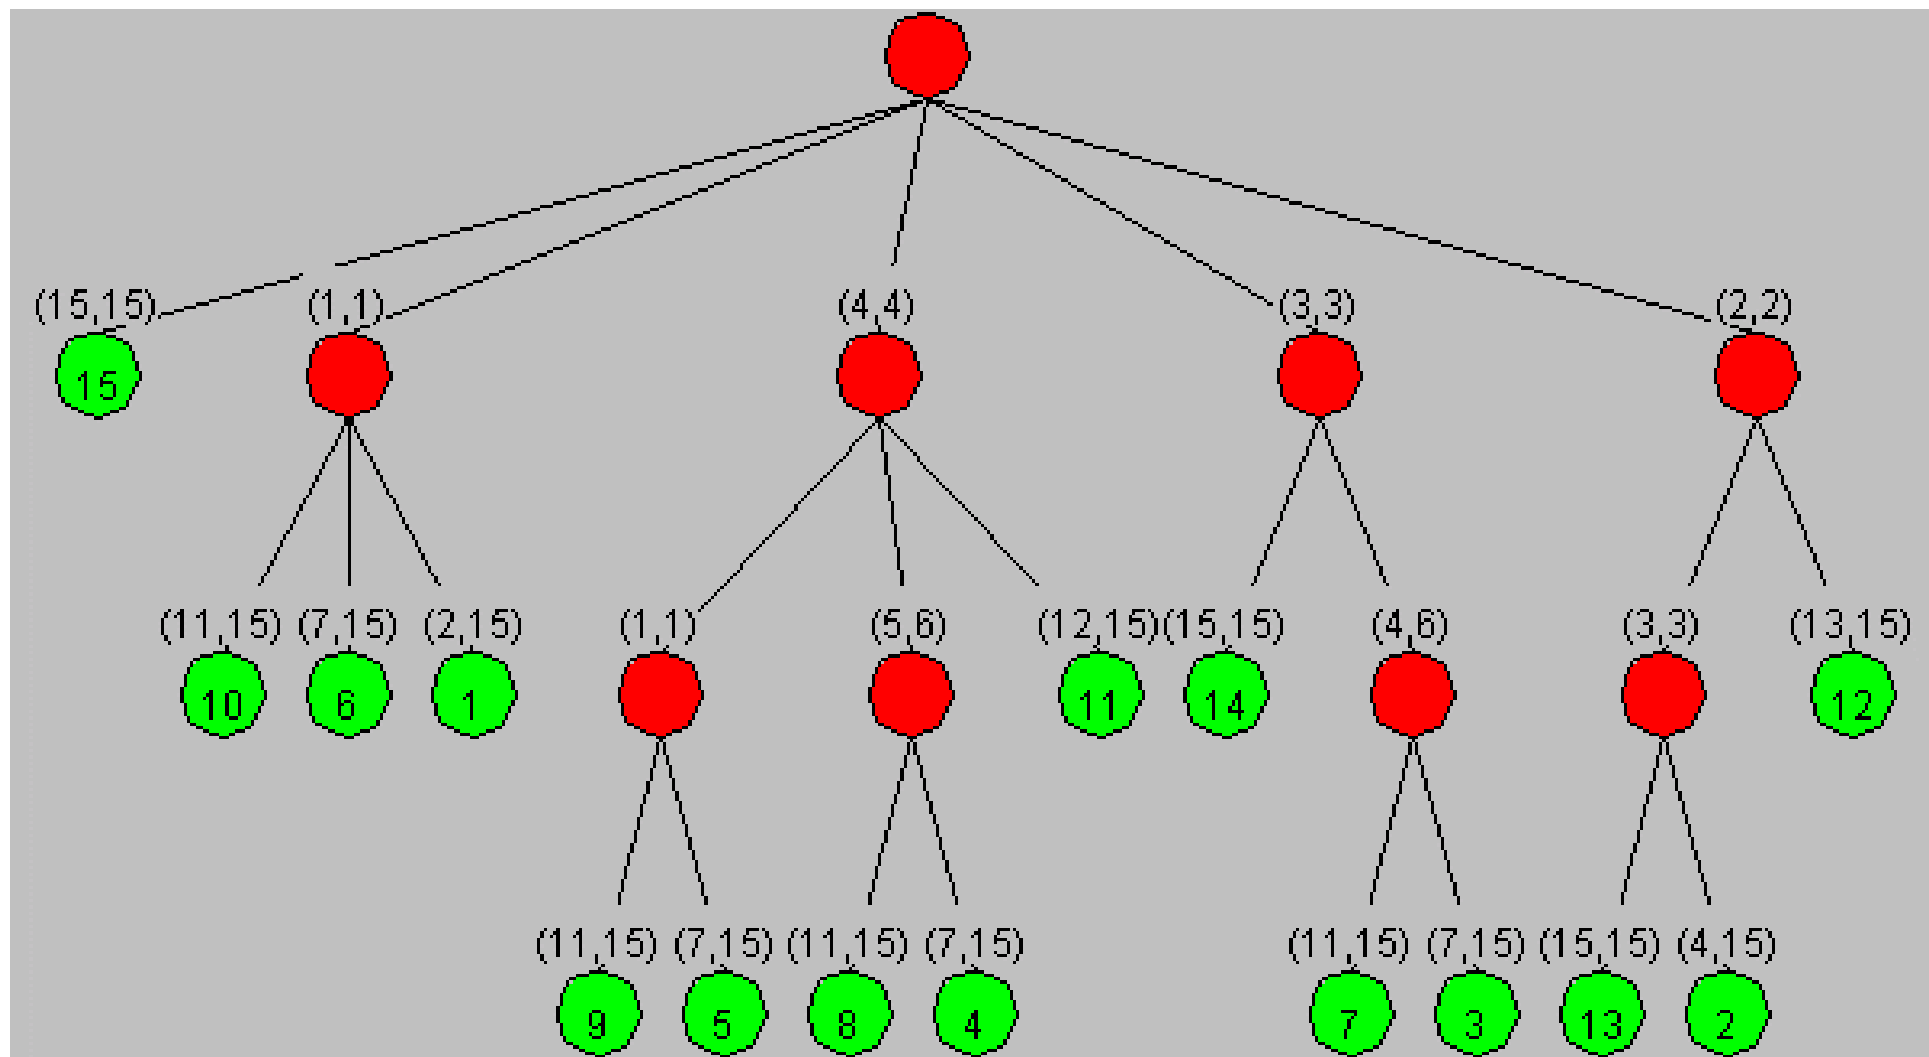 (15,15) (1,1) (4,4) (3,3) (2,2)
15
(11,15) (7,15) (2,15) (1,1) (5,6) (12,15) (15,15) (4,6) (3,3) (13,15)
10 6 1 11 14 12
(11,15) (7,15) (11,15) (7,15) (11,15) (7,15) (15,15) (4,15)
9 5 8 4 7 3 13 2